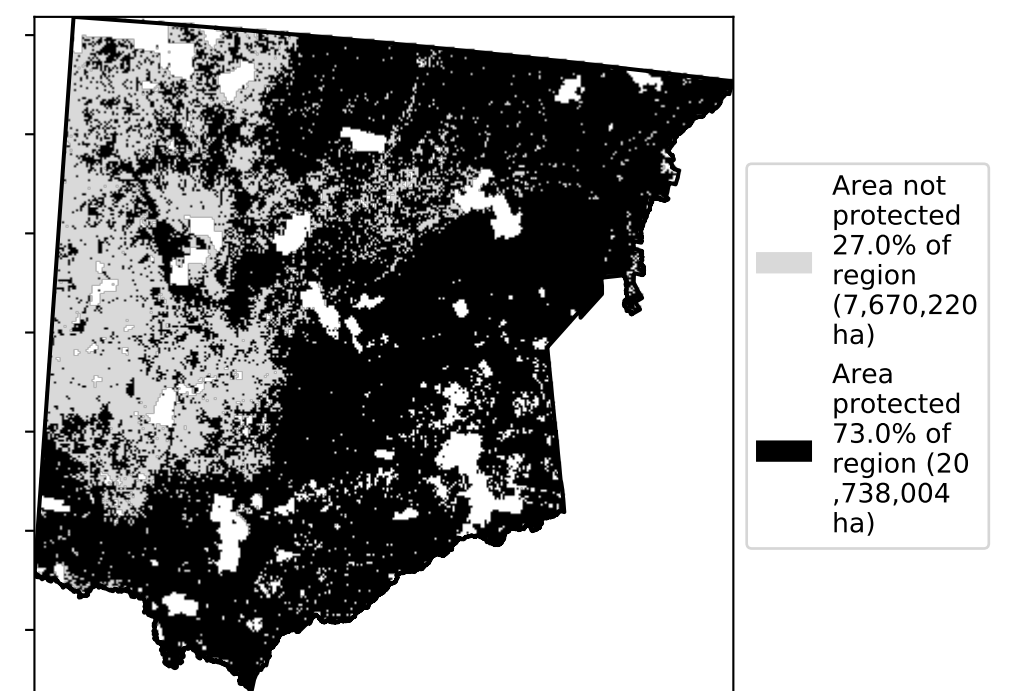 Area not
protected
27.0% of
region
(7,670,220
ha)
Area
protected
73.0% of
region (20
,738,004
ha)